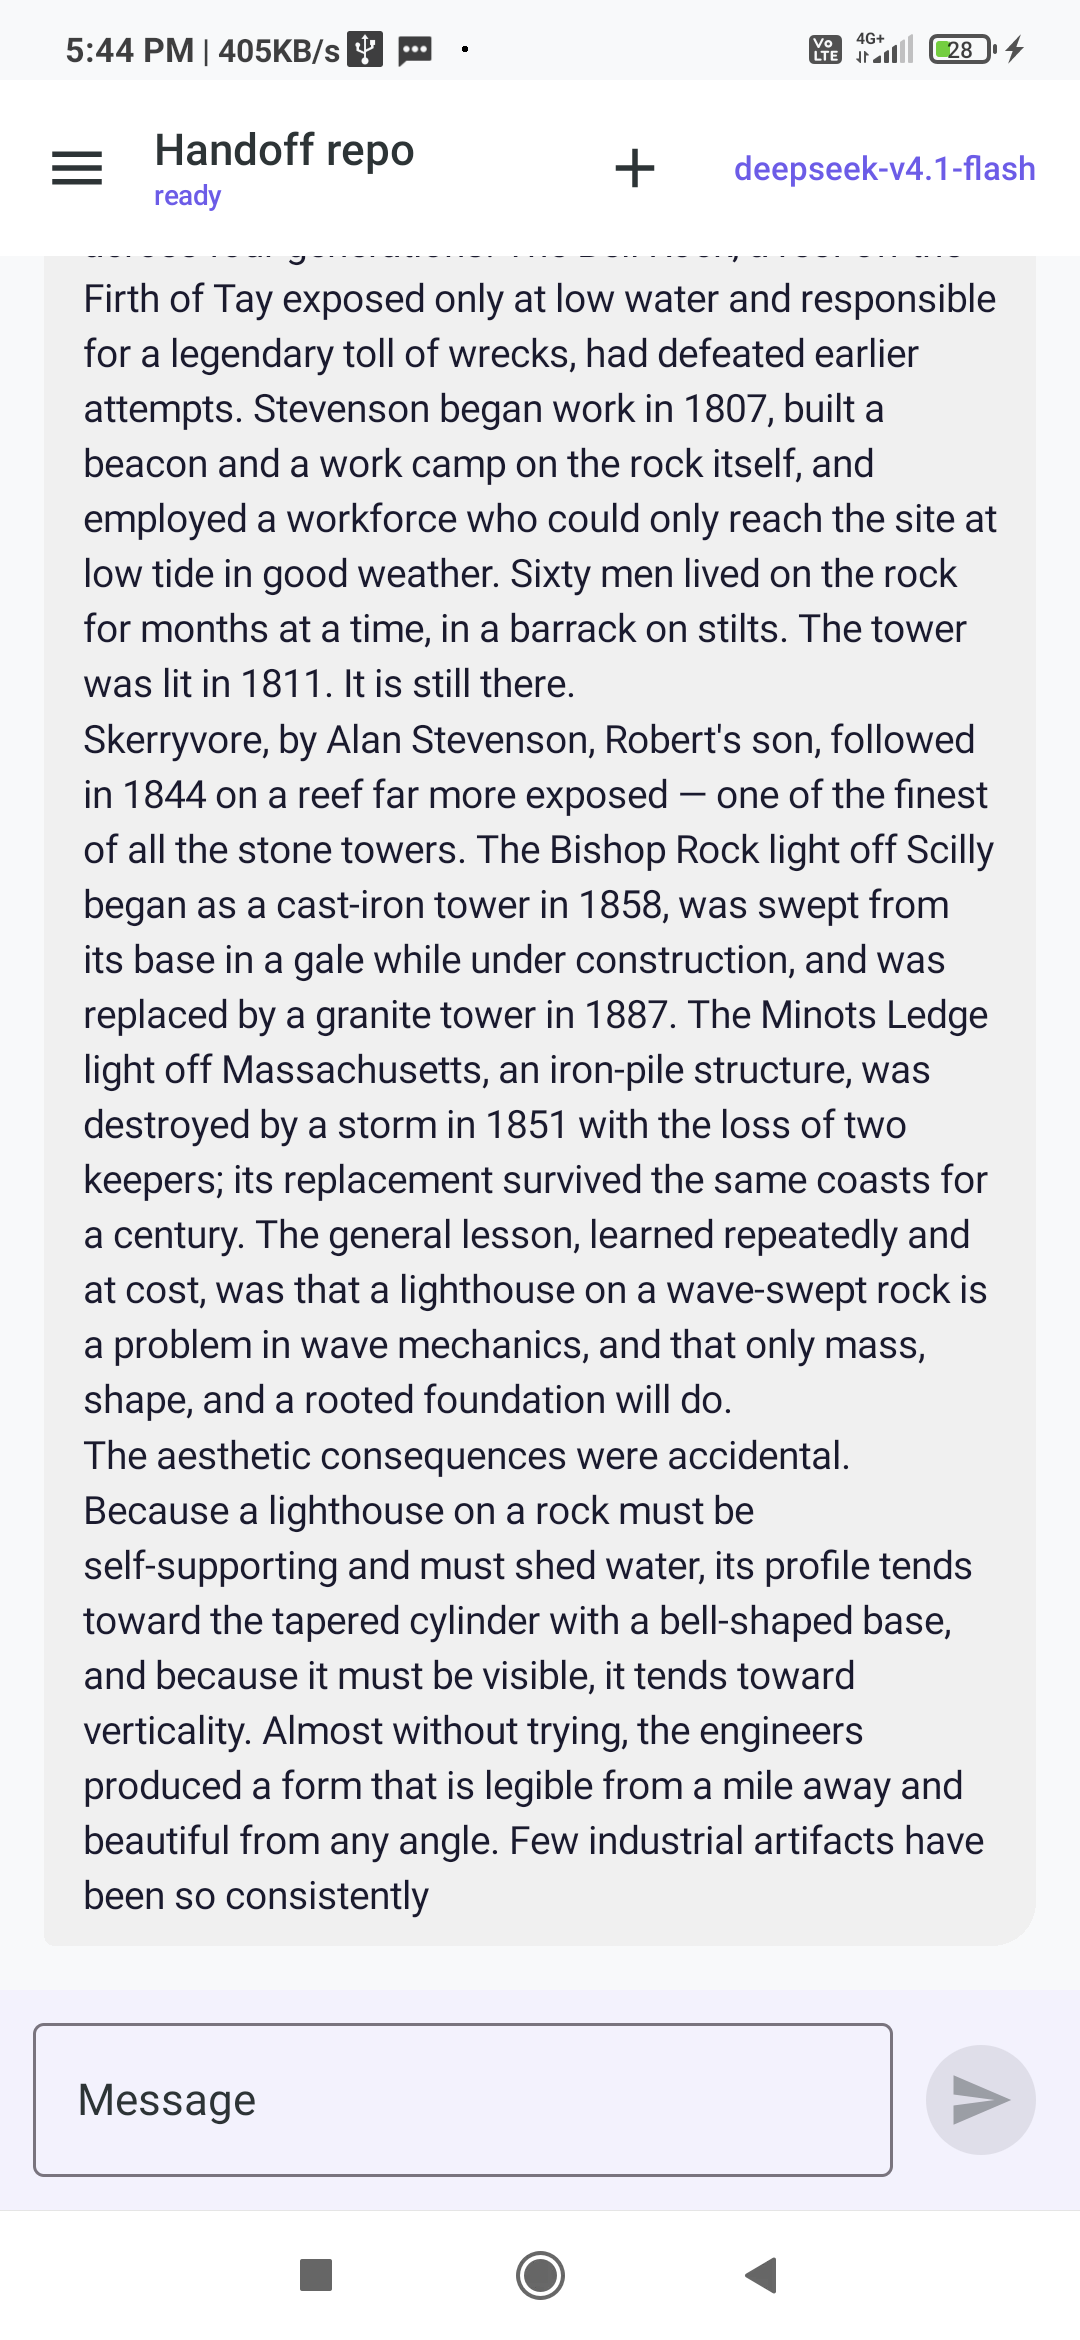 5:44 PM | 405KB/s
Vo LTE 4G+ 28
Handoff repo
ready
deepseek-v4.1-flash
Firth of Tay exposed only at low water and responsible
for a legendary toll of wrecks, had defeated earlier
attempts. Stevenson began work in 1807, built a
beacon and a work camp on the rock itself, and
employed a workforce who could only reach the site at
low tide in good weather. Sixty men lived on the rock
for months at a time, in a barrack on stilts. The tower
was lit in 1811. It is still there.
Skerryvore, by Alan Stevenson, Robert's son, followed
in 1844 on a reef far more exposed — one of the finest
of all the stone towers. The Bishop Rock light off Scilly
began as a cast-iron tower in 1858, was swept from
its base in a gale while under construction, and was
replaced by a granite tower in 1887. The Minots Ledge
light off Massachusetts, an iron-pile structure, was
destroyed by a storm in 1851 with the loss of two
keepers; its replacement survived the same coasts for
a century. The general lesson, learned repeatedly and
at cost, was that a lighthouse on a wave-swept rock is
a problem in wave mechanics, and that only mass,
shape, and a rooted foundation will do.
The aesthetic consequences were accidental.
Because a lighthouse on a rock must be
self-supporting and must shed water, its profile tends
toward the tapered cylinder with a bell-shaped base,
and because it must be visible, it tends toward
verticality. Almost without trying, the engineers
produced a form that is legible from a mile away and
beautiful from any angle. Few industrial artifacts have
been so consistently
Message